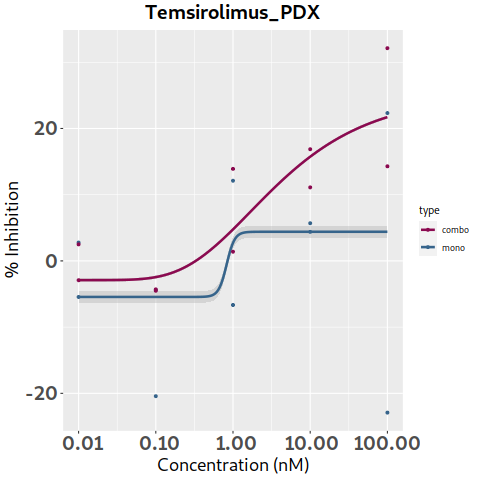 Temsirolimus_PDX
% Inhibition
20
0
-20
0.01 0.10 1.00 10.00 100.00
Concentration (nM)
type
combo
mono